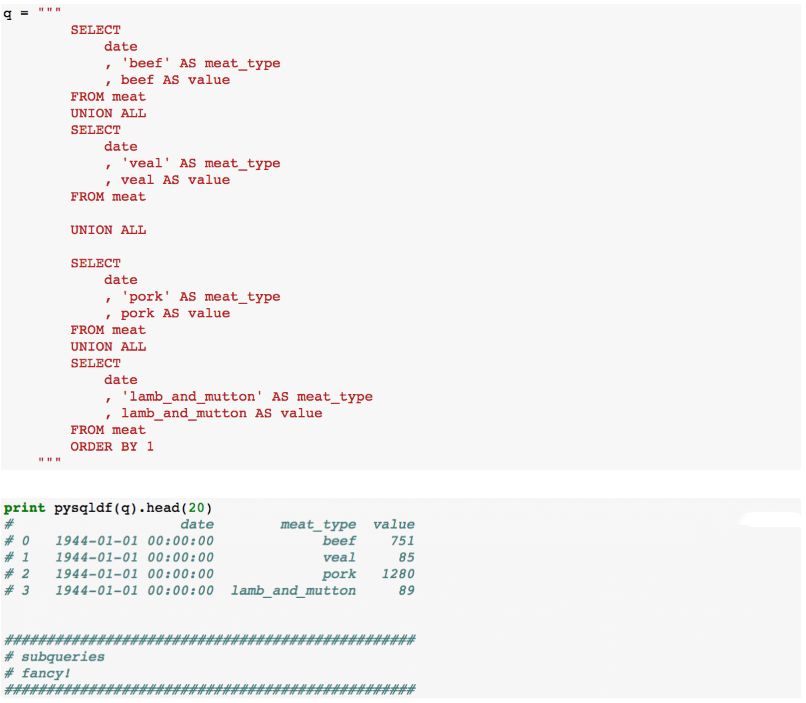 q = """
SELECT
date
, 'beef' AS meat_type
, beef AS value
FROM meat
UNION ALL
SELECT
date
, 'veal' AS meat_type
, veal AS value
FROM meat
UNION ALL
SELECT
date
, 'pork' AS meat_type
, pork AS value
FROM meat
UNION ALL
SELECT
date
, 'lamb_and_mutton' AS meat_type
, lamb_and_mutton AS value
FROM meat
ORDER BY 1
"""
print pysqldf(q).head(20)
# date meat_type value
# 0 1944-01-01 00:00:00 beef 751
# 1 1944-01-01 00:00:00 veal 85
# 2 1944-01-01 00:00:00 pork 1280
# 3 1944-01-01 00:00:00 lamb_and_mutton 89
#################################################
# subqueries
# fancy!
#################################################